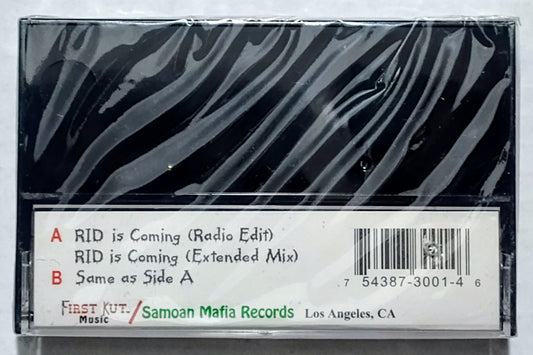 A RID is Coming (Radio Edit)
RID is Coming (Extended Mix)
B Same as Side A
7 54387-3001-4 6
FIRST KUT™ Music / Samoan Mafia Records Los Angeles, CA